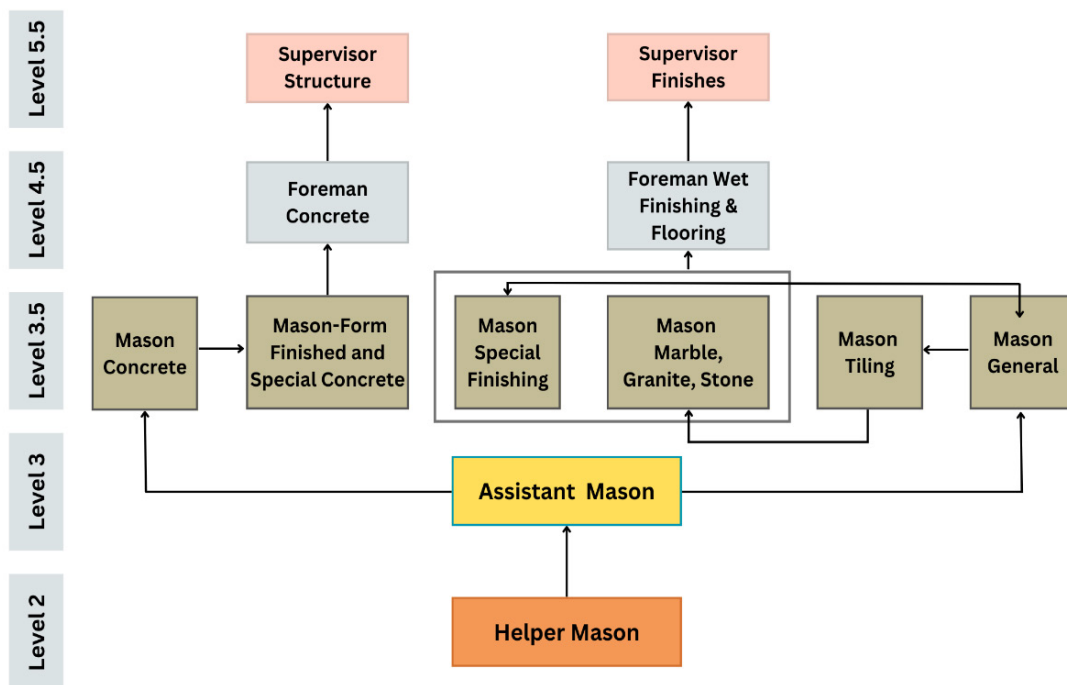 Level 5.5
Supervisor
Structure
Supervisor
Finishes
Level 4.5
Foreman
Concrete
Foreman Wet
Finishing &
Flooring
Level 3.5
Mason
Concrete
Mason-Form
Finished and
Special Concrete
Mason
Special
Finishing
Mason
Marble,
Granite, Stone
Mason
Tiling
Mason
General
Level 3
Assistant Mason
Level 2
Helper Mason